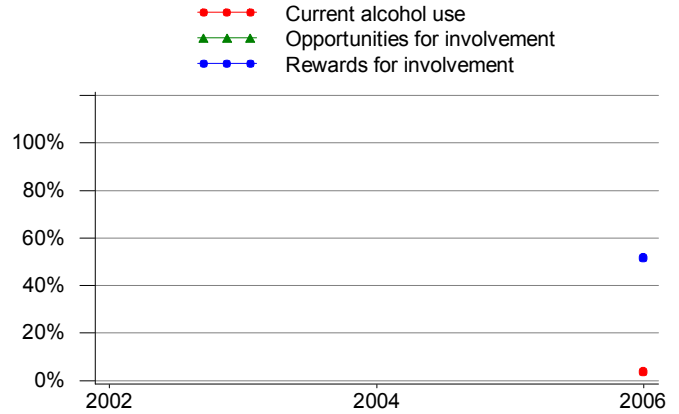 Current alcohol use
Opportunities for involvement
Rewards for involvement
100%
80%
60%
40%
20%
0%
2002 2004 2006